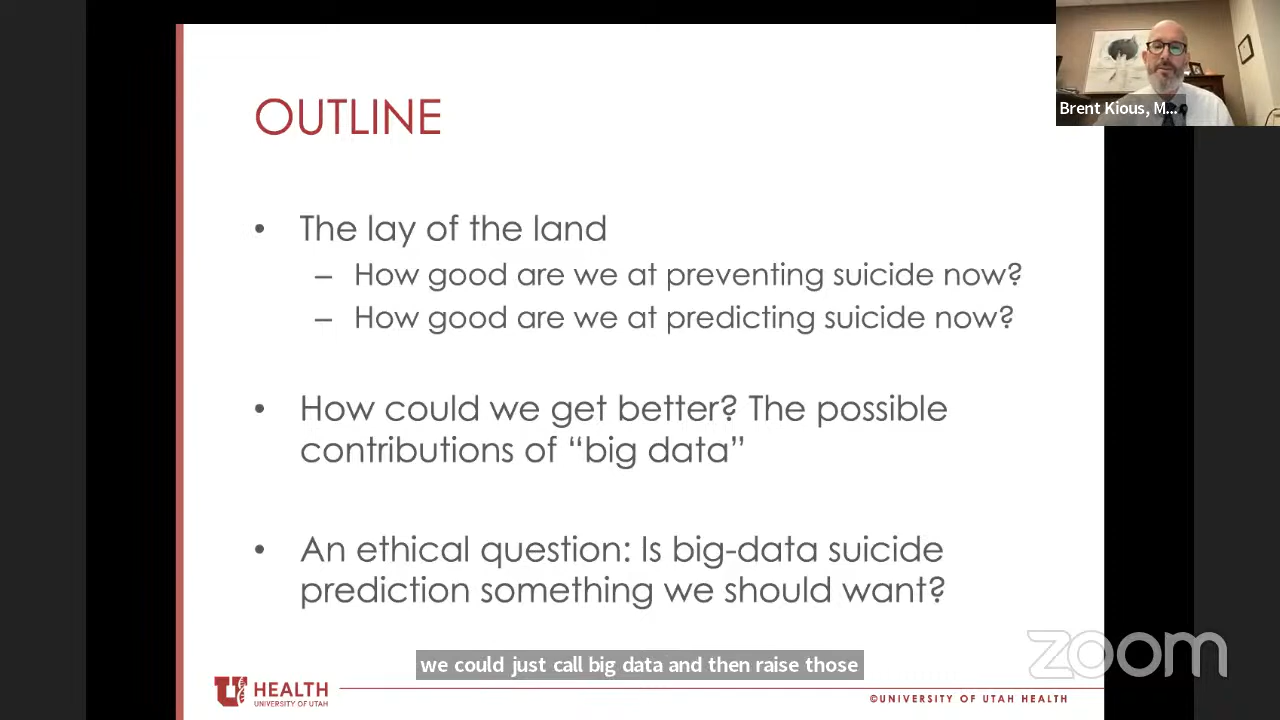 Brent Kious, M...
OUTLINE
• The lay of the land
– How good are we at preventing suicide now?
– How good are we at predicting suicide now?
• How could we get better? The possible
contributions of “big data”
• An ethical question: Is big-data suicide
prediction something we should want?
we could just call big data and then raise those
zoom
U HEALTH
UNIVERSITY OF UTAH
©UNIVERSITY OF UTAH HEALTH